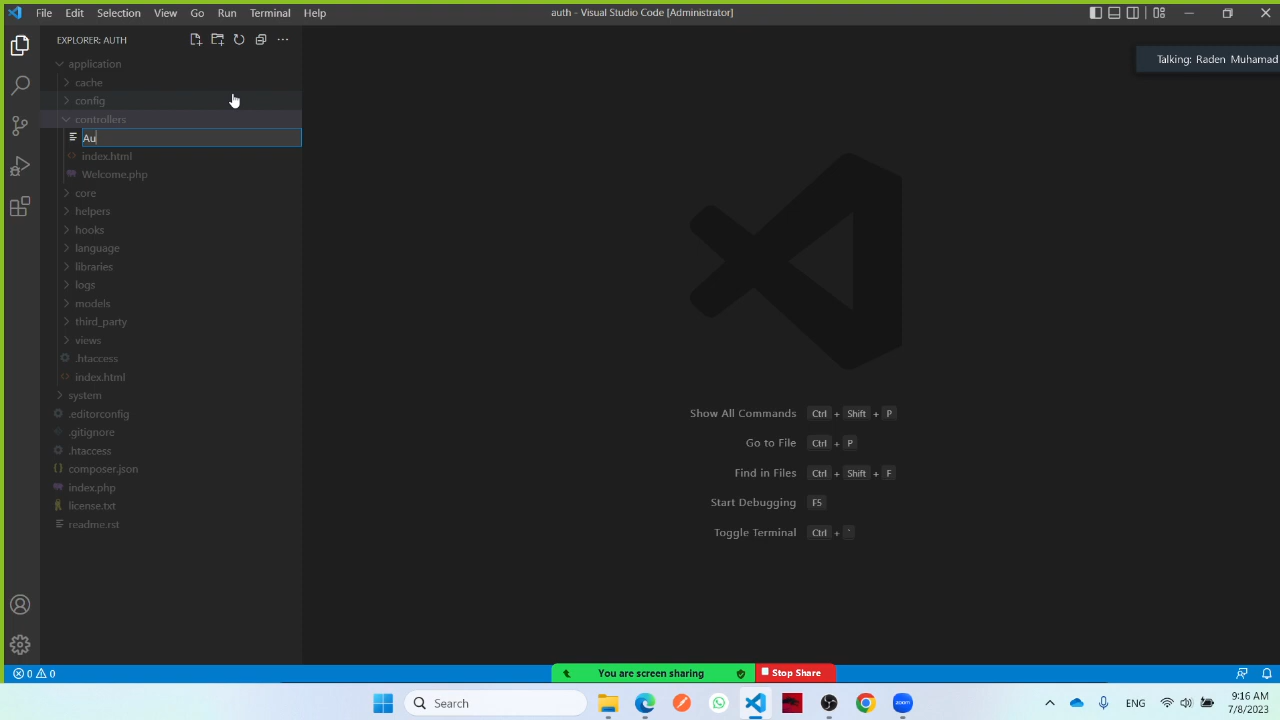 File Edit Selection View Go Run Terminal Help
auth - Visual Studio Code [Administrator]
EXPLORER: AUTH
Talking: Raden Muhamad
application
cache
config
controllers
Au
index.html
Welcome.php
core
helpers
hooks
language
libraries
logs
models
third_party
views
.htaccess
index.html
system
.editorconfig
.gitignore
.htaccess
composer.json
index.php
license.txt
readme.rst
Show All Commands Ctrl + Shift + P
Go to File Ctrl + P
Find in Files Ctrl + Shift + F
Start Debugging F5
Toggle Terminal Ctrl + `
0 0
You are screen sharing Stop Share
Search
zoom
ENG
9:16 AM
7/8/2023